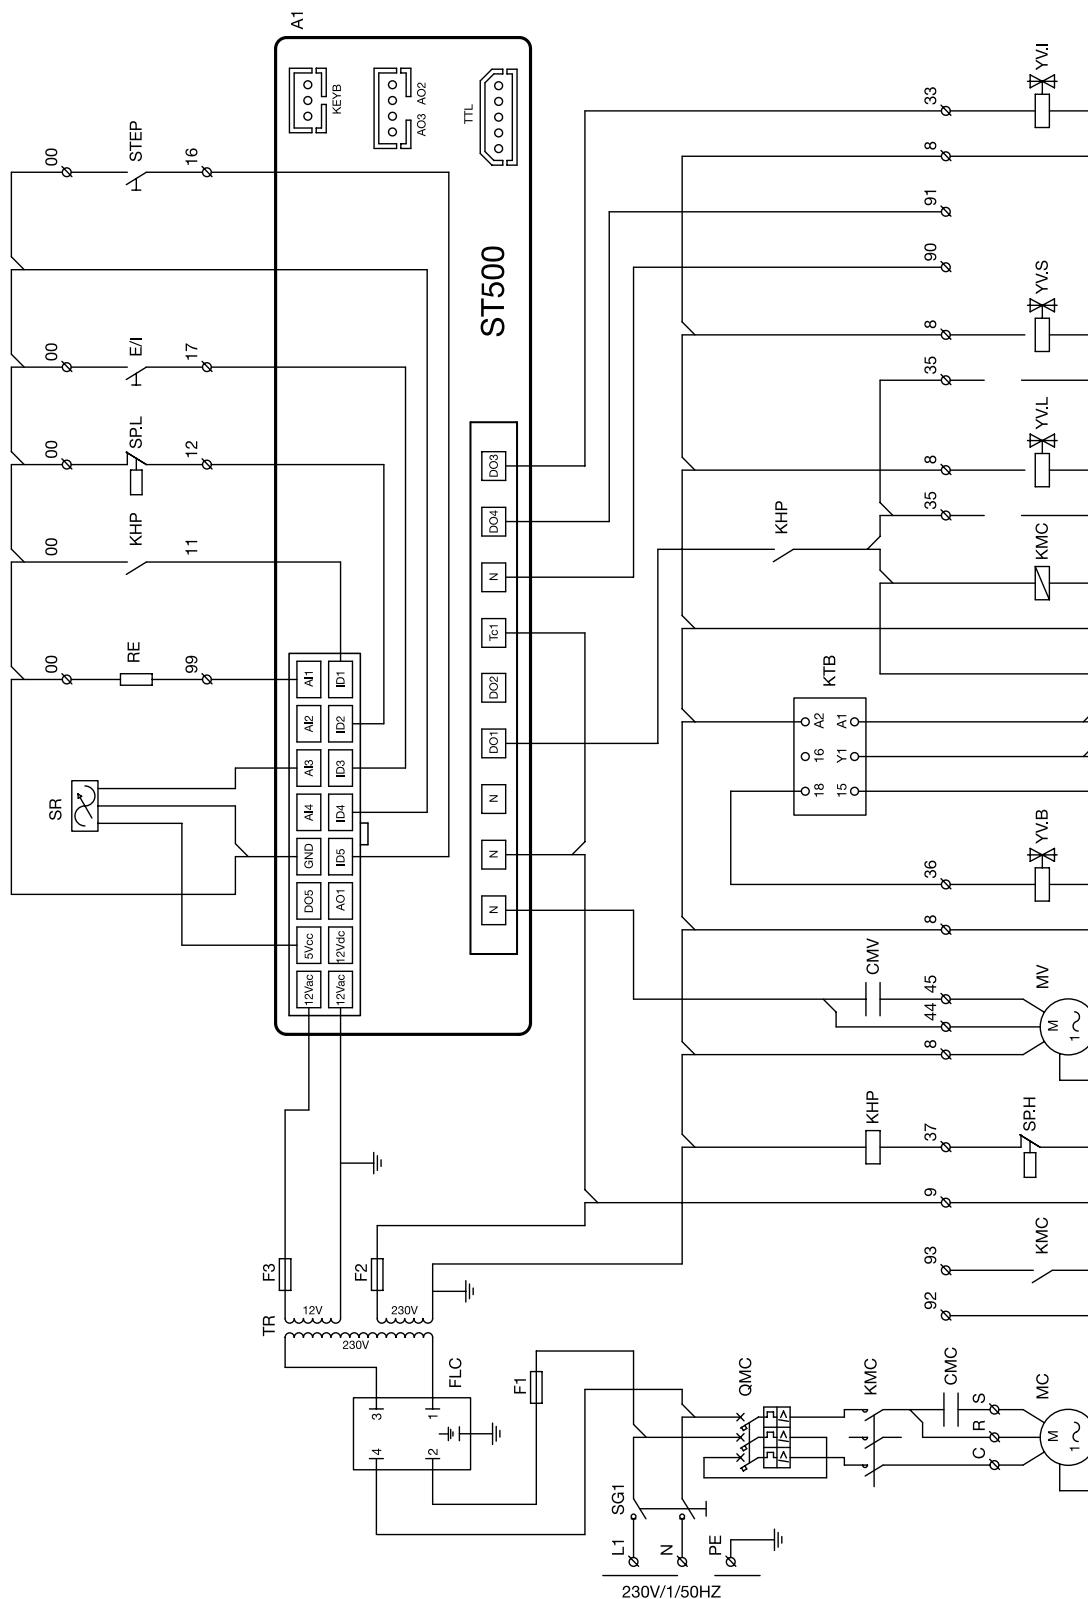 A1
KEYB
AO3 AO2
TTL
ST500
00
STEP
16
00
E/I
17
00
SP.L
12
00
KHP
11
00
RE
99
SR
12Vac
5Vcc
DO5
GND
AI4
AI3
AI2
AI1
12Vac
12Vdc
AO1
ID5
ID4
ID3
ID2
ID1
N
N
N
DO1
DO2
Tc1
N
DO4
DO3
33
YV.I
8
91
90
8
YV.S
35
8
YV.L
35
KHP
KMC
KTB
18
16
A2
15
Y1
A1
36
YV.B
8
CMV
45
44
8
MV
M
1
KHP
37
SP.H
9
93
KMC
92
F3
F2
TR
12V
230V
230V
FLC
3
1
4
2
F1
QMC
KMC
CMC
S
R
C
MC
M
1
SG1
L1
N
PE
230V/1/50HZ